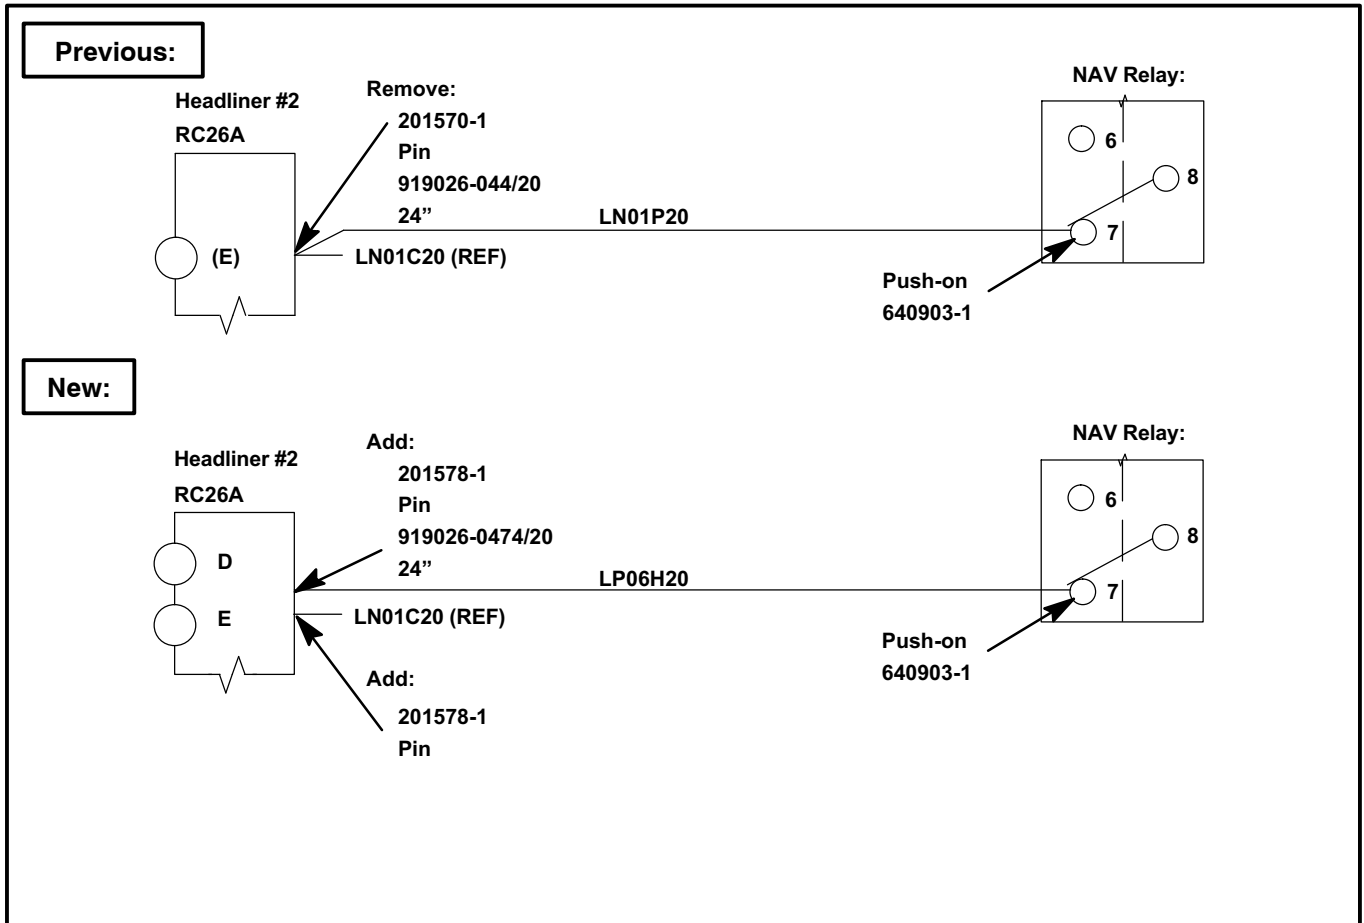 Previous:
Headliner #2
RC26A
(E)
Remove:
201570-1
Pin
919026-044/20
24”
LN01C20 (REF)
LN01P20
NAV Relay:
6
8
7
Push-on
640903-1
New:
Headliner #2
RC26A
D
E
Add:
201578-1
Pin
919026-0474/20
24”
LN01C20 (REF)
Add:
201578-1
Pin
LP06H20
NAV Relay:
6
8
7
Push-on
640903-1